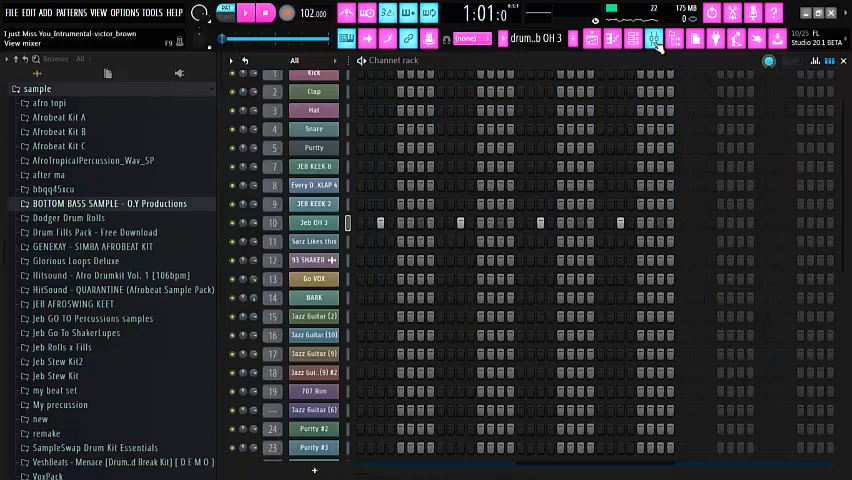 FILE EDIT ADD PATTERNS VIEW OPTIONS TOOLS HELP
PAT
SONG
102.000
3.2:
1:01:0
B:S:T
22
175 MB
0
1 just Miss You_Intrumental-victor_brown
View mixer
F9
(none)
drum..b OH 3
10/25 FL
Studio 20.1 BETA
Browser
All
Channel rack
sample
afro topi
Afrobeat Kit A
Afrobeat Kit B
Afrobeat Kit C
AfroTropicalPercussion_Wav_SP
after ma
bbqq45xcu
BOTTOM BASS SAMPLE - O.Y Productions
Dodger Drum Rolls
Drum Fills Pack - Free Download
GENEKAY - SIMBA AFROBEAT KIT
Glorious Loops Deluxe
Hitsound - Afro Drumkit Vol. 1 [106bpm]
HitSound - QUARANTINE (Afrobeat Sample Pack)
JEB AFROSWING KEET
Jeb GO TO Percussions samples
Jeb Go To ShakerLupes
Jeb Rolls x Fills
Jeb Stew Kit2
Jeb Stew Kit
my beat set
My precussion
new
remake
SampleSwap Drum Kit Essentials
VeshBeats - Menace [Drum..d Break Kit] [ D E M O ]
VoxPack
Kick
2 Clap
3 Hat
4 Snare
5 Purity
7 JEB KEEK 6
8 Every D..KLAP 4
9 JEB KEEK 2
10 Jeb OH 3
11 Sarz Likes this
12 93 SHAKER
13 Go VOX
14 BARK
15 Jazz Guitar (2)
16 Jazz Guitar (10)
17 Jazz Guitar (9)
18 Jazz Gui..(9) #2
19 707 Rim
--- Jazz Guitar (6)
24 Purity #2
23 Purity #3
+